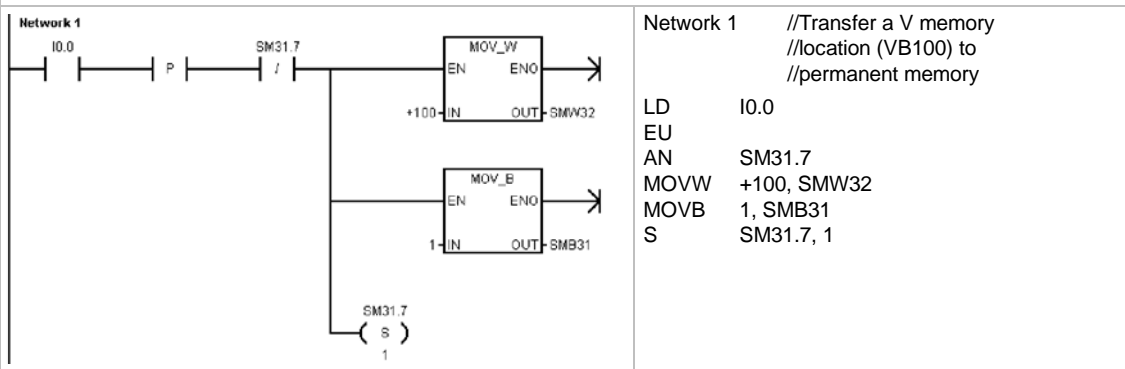 Network 1
I0.0
P
SM31.7
/
MOV_W
EN ENO
+100 IN OUT SMW32
MOV_B
EN ENO
1 IN OUT SMB31
SM31.7
S
1
Network 1 //Transfer a V memory
//location (VB100) to
//permanent memory
LD I0.0
EU
AN SM31.7
MOVW +100, SMW32
MOVB 1, SMB31
S SM31.7, 1